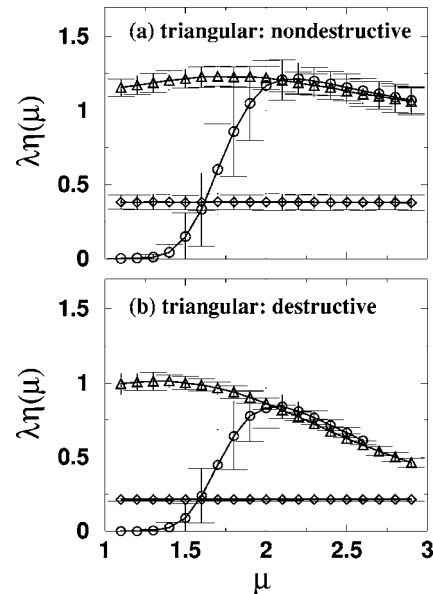 (a) triangular: nondestructive
1.5
1
0.5
0
λη(μ)
(b) triangular: destructive
1.5
1
0.5
0
λη(μ)
1 1.5 2 2.5 3
μ